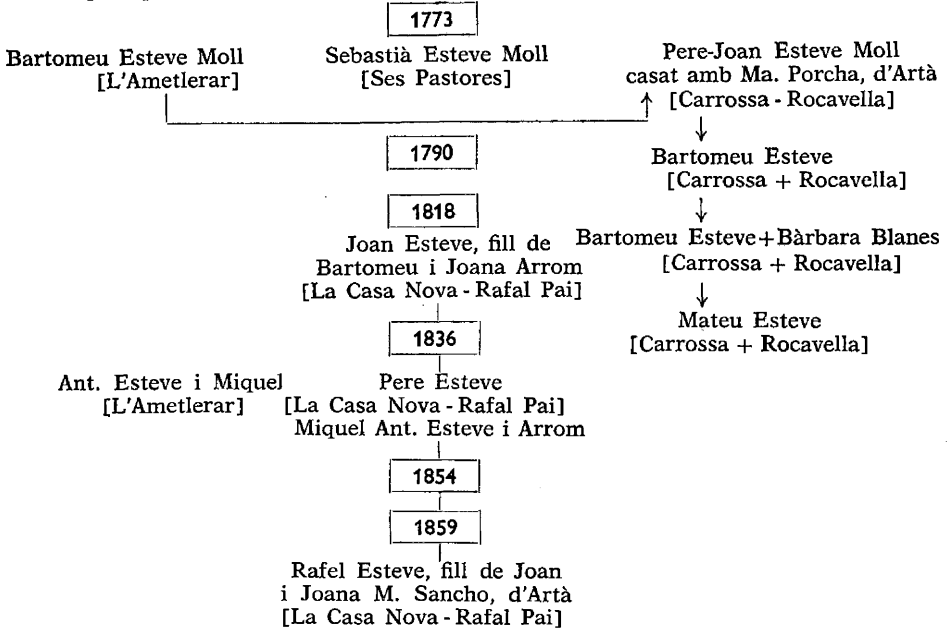 1773
Bartomeu Esteve Moll
[L'Ametlerar]
Sebastià Esteve Moll
[Ses Pastores]
Pere-Joan Esteve Moll
casat amb Ma. Porcha, d'Artà
[Carrossa - Rocavella]
1790
Bartomeu Esteve
[Carrossa + Rocavella]
1818
Joan Esteve, fill de
Bartomeu i Joana Arrom
[La Casa Nova - Rafal Pai]
Bartomeu Esteve+Bàrbara Blanes
[Carrossa + Rocavella]
Mateu Esteve
[Carrossa + Rocavella]
1836
Ant. Esteve i Miquel
[L'Ametlerar]
Pere Esteve
[La Casa Nova - Rafal Pai]
Miquel Ant. Esteve i Arrom
1854
1859
Rafel Esteve, fill de Joan
i Joana M. Sancho, d'Artà
[La Casa Nova - Rafal Pai]